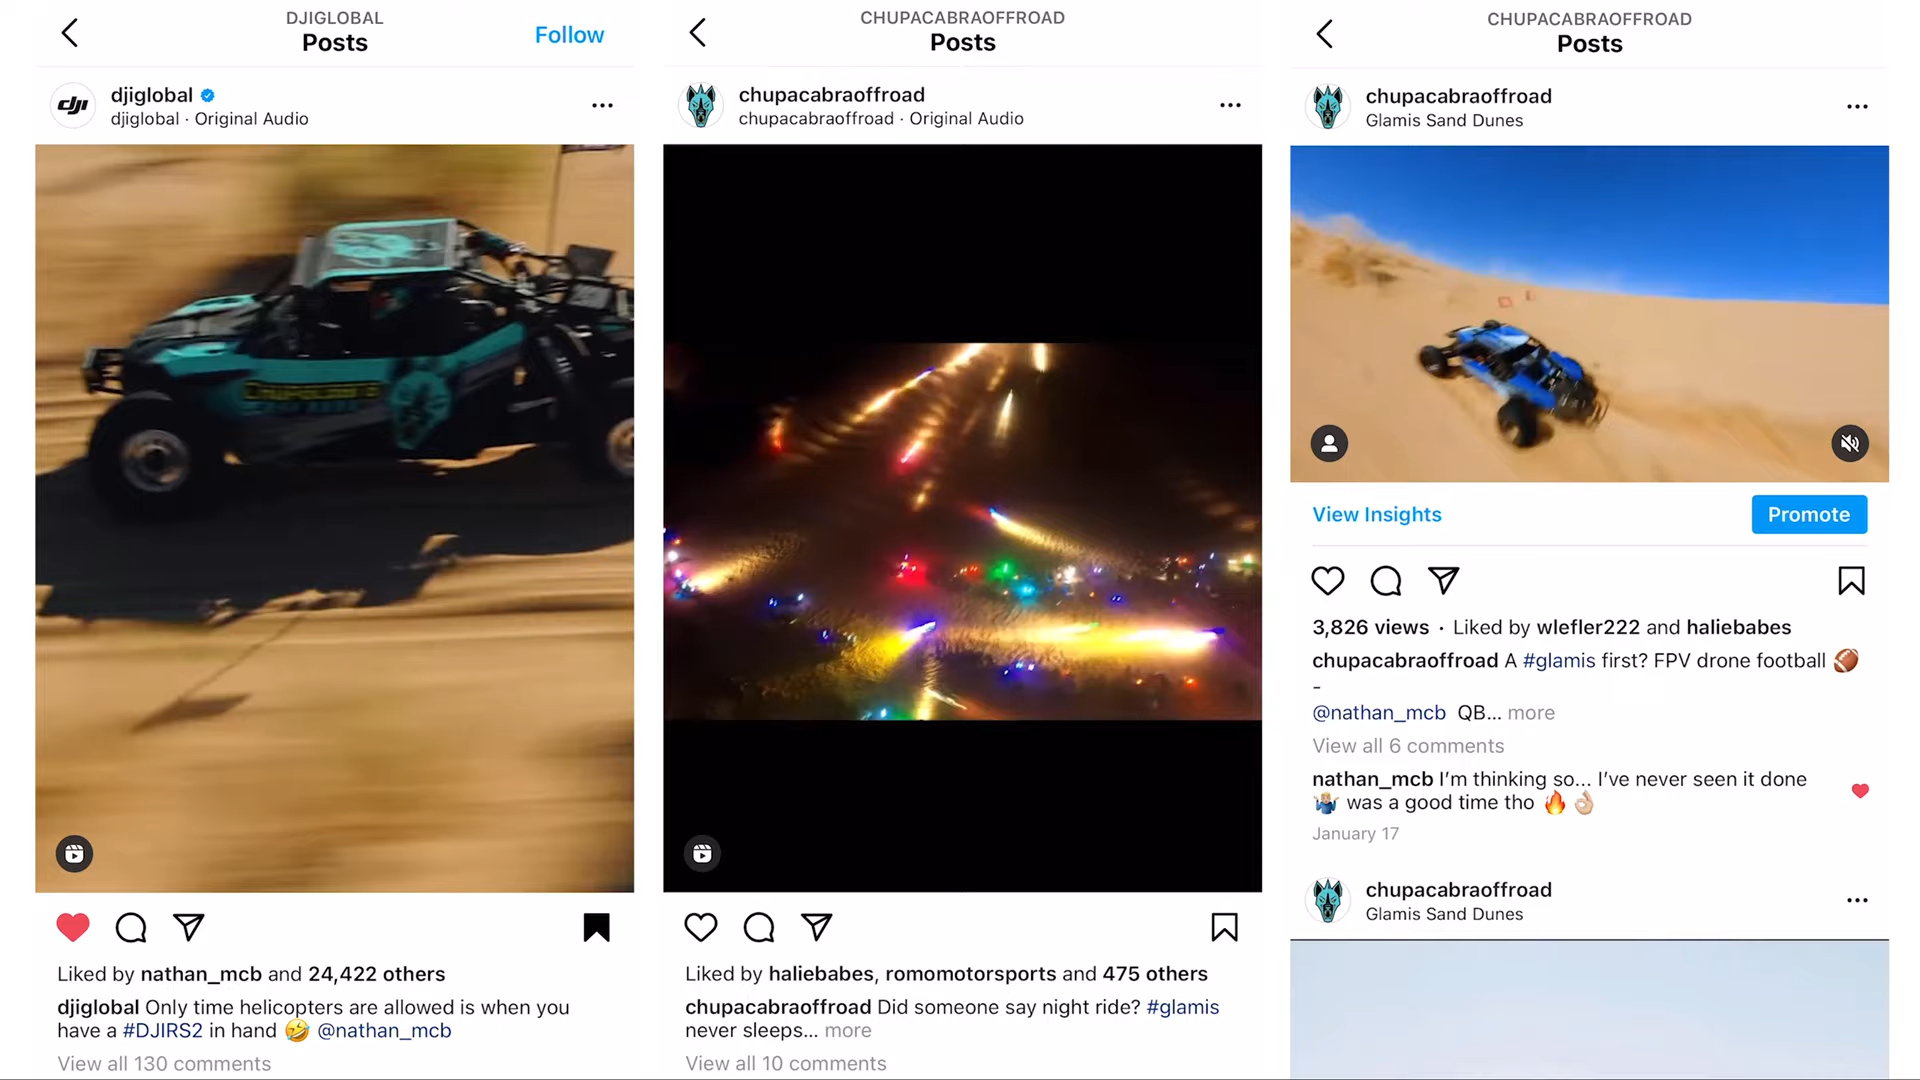 DJIGLOBAL
Posts
Follow
djiglobal
djiglobal · Original Audio
dji
CHUPACABRA
Liked by nathan_mcb and 24,422 others
djiglobal Only time helicopters are allowed is when you
have a #DJIRS2 in hand 🤣 @nathan_mcb
View all 130 comments
CHUPACABRAOFFROAD
Posts
chupacabraoffroad
chupacabraoffroad · Original Audio
Liked by haliebabes, romomotorsports and 475 others
chupacabraoffroad Did someone say night ride? #glamis
never sleeps... more
View all 10 comments
CHUPACABRAOFFROAD
Posts
chupacabraoffroad
Glamis Sand Dunes
View Insights
Promote
3,826 views · Liked by wlefler222 and haliebabes
chupacabraoffroad A #glamis first? FPV drone football 🏈
-
@nathan_mcb QB... more
View all 6 comments
nathan_mcb I’m thinking so... I’ve never seen it done
🤷🏼‍♂️ was a good time tho 🔥 👌🏼
January 17
chupacabraoffroad
Glamis Sand Dunes